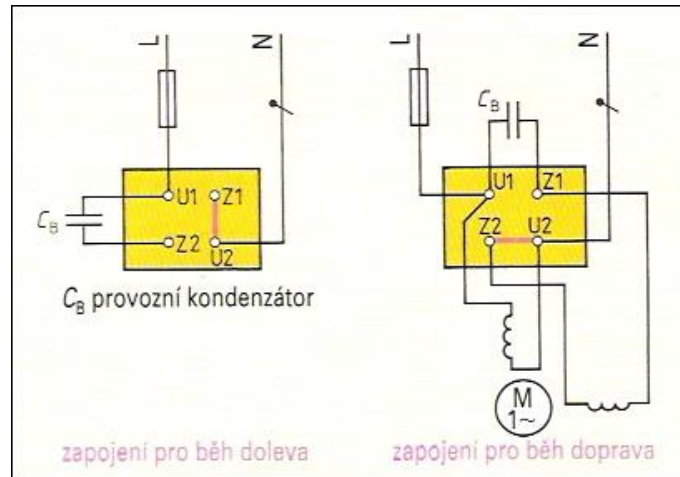 L N
U1 Z1
C_B
Z2 U2
C_B provozní kondenzátor
zapojení pro běh doleva
L N
C_B
U1 Z1
Z2 U2
M
1~
zapojení pro běh doprava